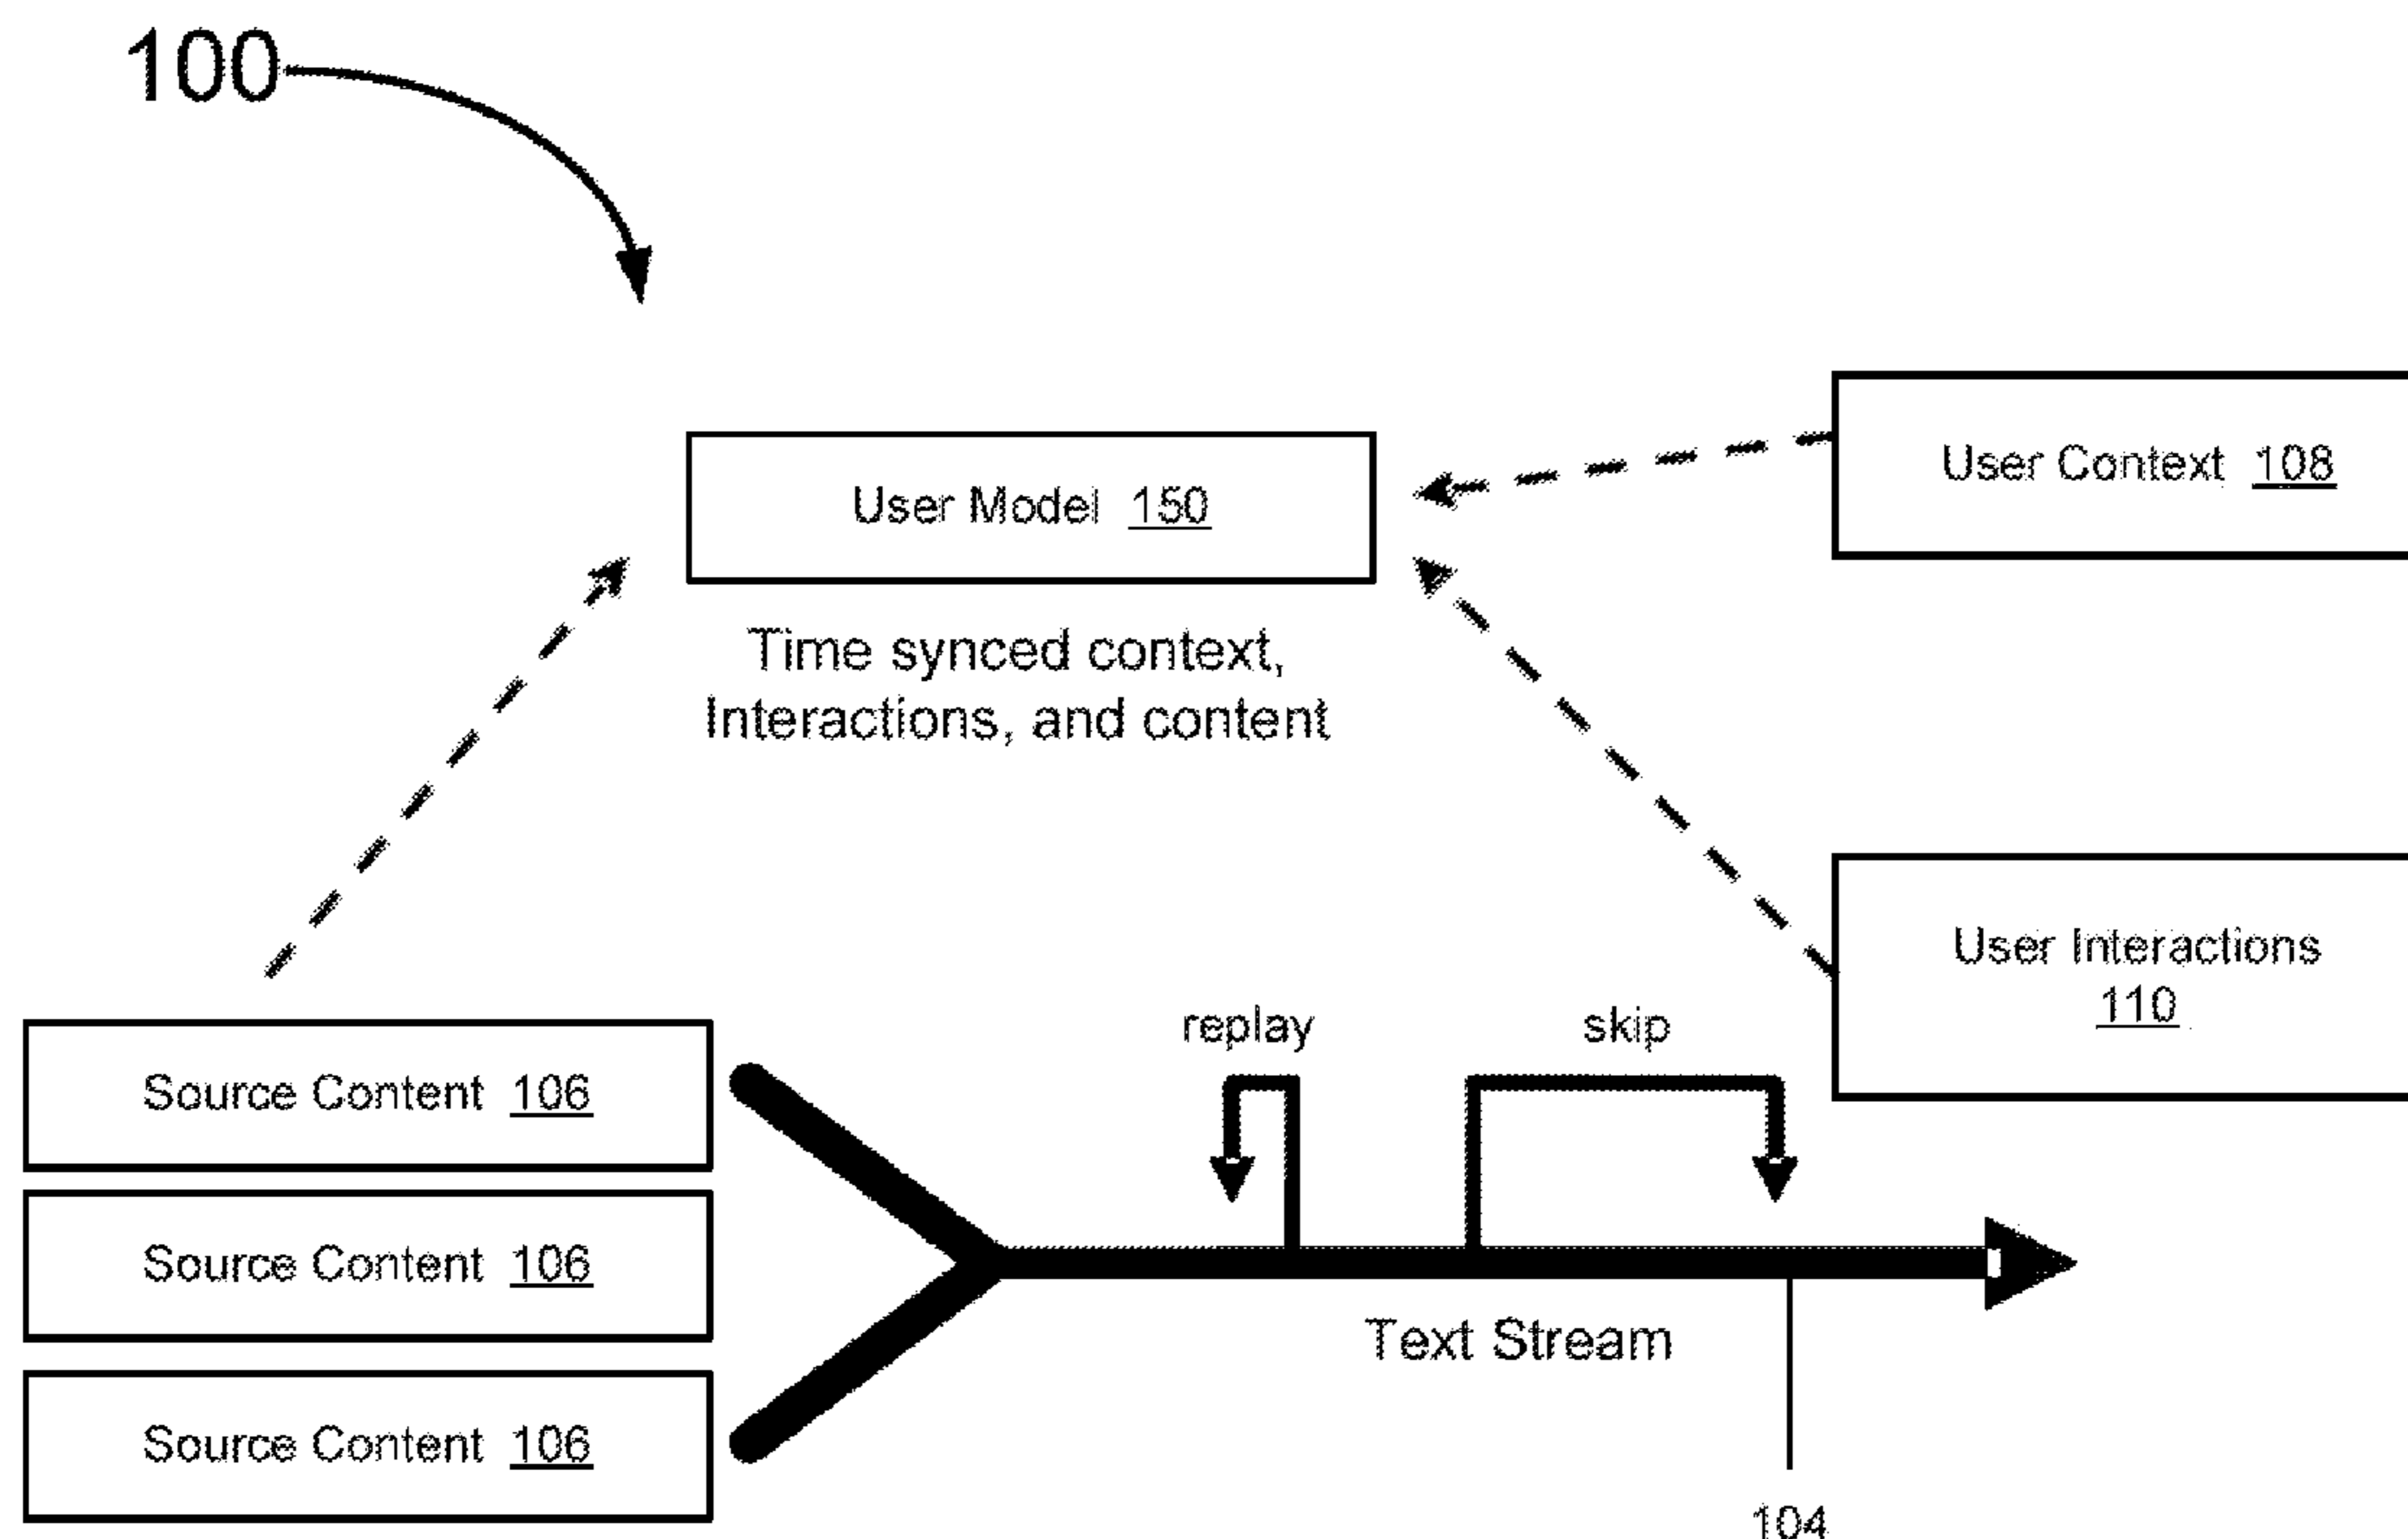 100
User Context 108
User Model 150
Time synced context,
Interactions, and content
User Interactions
110
replay
skip
Source Content 106
Source Content 106
Text Stream
Source Content 106
104